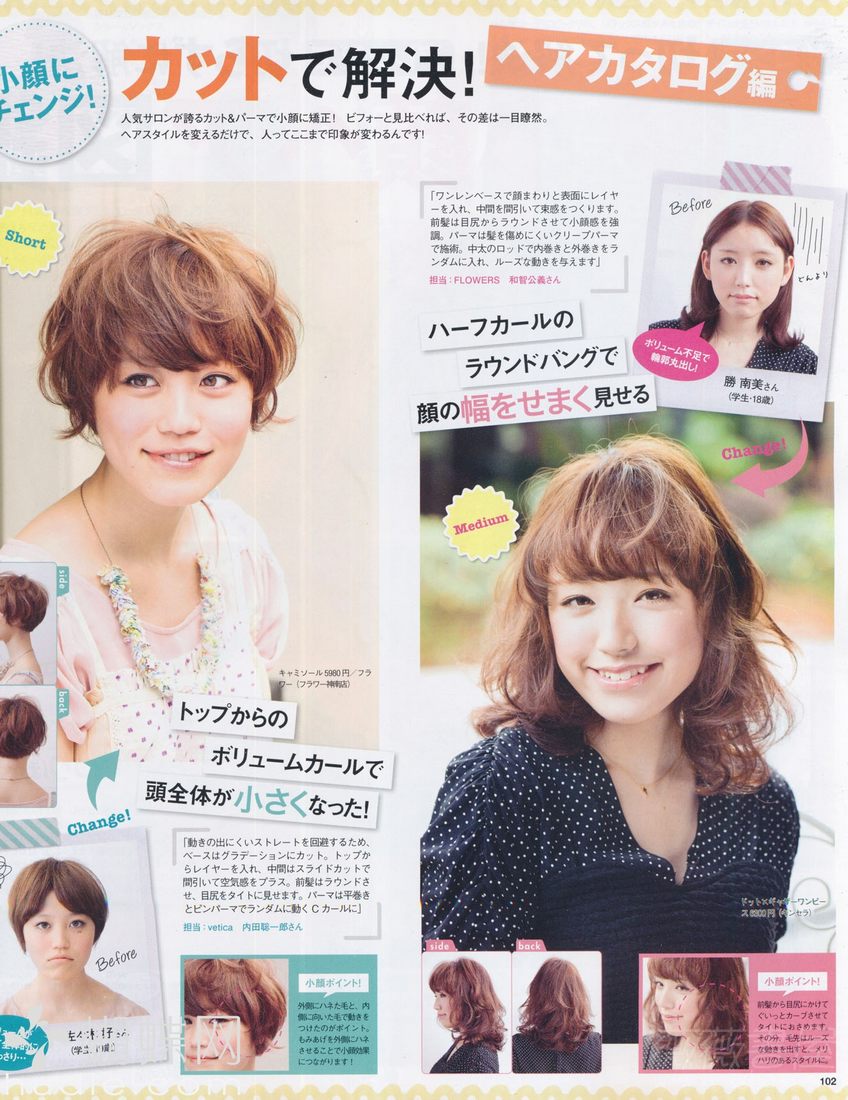 小顔に
チェンジ!
カットで解決!
ヘアカタログ編
人気サロンが誇るカット&パーマで小顔に矯正! ビフォーと見比べれば、その差は一目瞭然。
ヘアスタイルを変えるだけで、人ってここまで印象が変わるんです!
Short
「ワンレンベースで顔まわりと表面にレイヤ
ーを入れ、中間を間引いて束感をつくります。
前髪は目尻からラウンドさせて小顔感を強
調。パーマは髪を傷めにくいクリープパーマ
で施術。中太のロッドで内巻きと外巻きをラ
ンダムに入れ、ルーズな動きを与えます」
担当:FLOWERS 和智公義さん
Before
どんより
ボリューム不足で
輪郭丸出し!
勝 南美さん
(学生・18歳)
ハーフカールの
ラウンドバングで
顔の幅をせまく見せる
Change!
Medium
side
back
キャミソール5980円/フラ
ワー(フラワー神南店)
トップからの
ボリュームカールで
頭全体が小さくなった!
Change!
「動きの出にくいストレートを回避するため、
ベースはグラデーションにカット。トップか
らレイヤーを入れ、中間はスライドカットで
間引いて空気感をプラス。前髪はラウンドさ
せ、目尻をタイトに見せます。パーマは平巻き
とピンパーマでランダムに動くCカールに」
担当:vetica 内田聡一郎さん
Before
小顔ポイント!
外側にハネた毛と、内
側に向いた毛で動きを
つけたのがポイント。
もみあげを外側にハネ
させることで小顔効果
につながります!
ドット×ギャザーワンピー
ス6200円(キンセラ)
side
back
小顔ポイント!
前髪から目尻にかけて
ぐいっとカーブさせて
タイトにおさめます。
その分、毛先はルーズ
な動きを出すと、メリ
ハリのあるスタイルに。
102